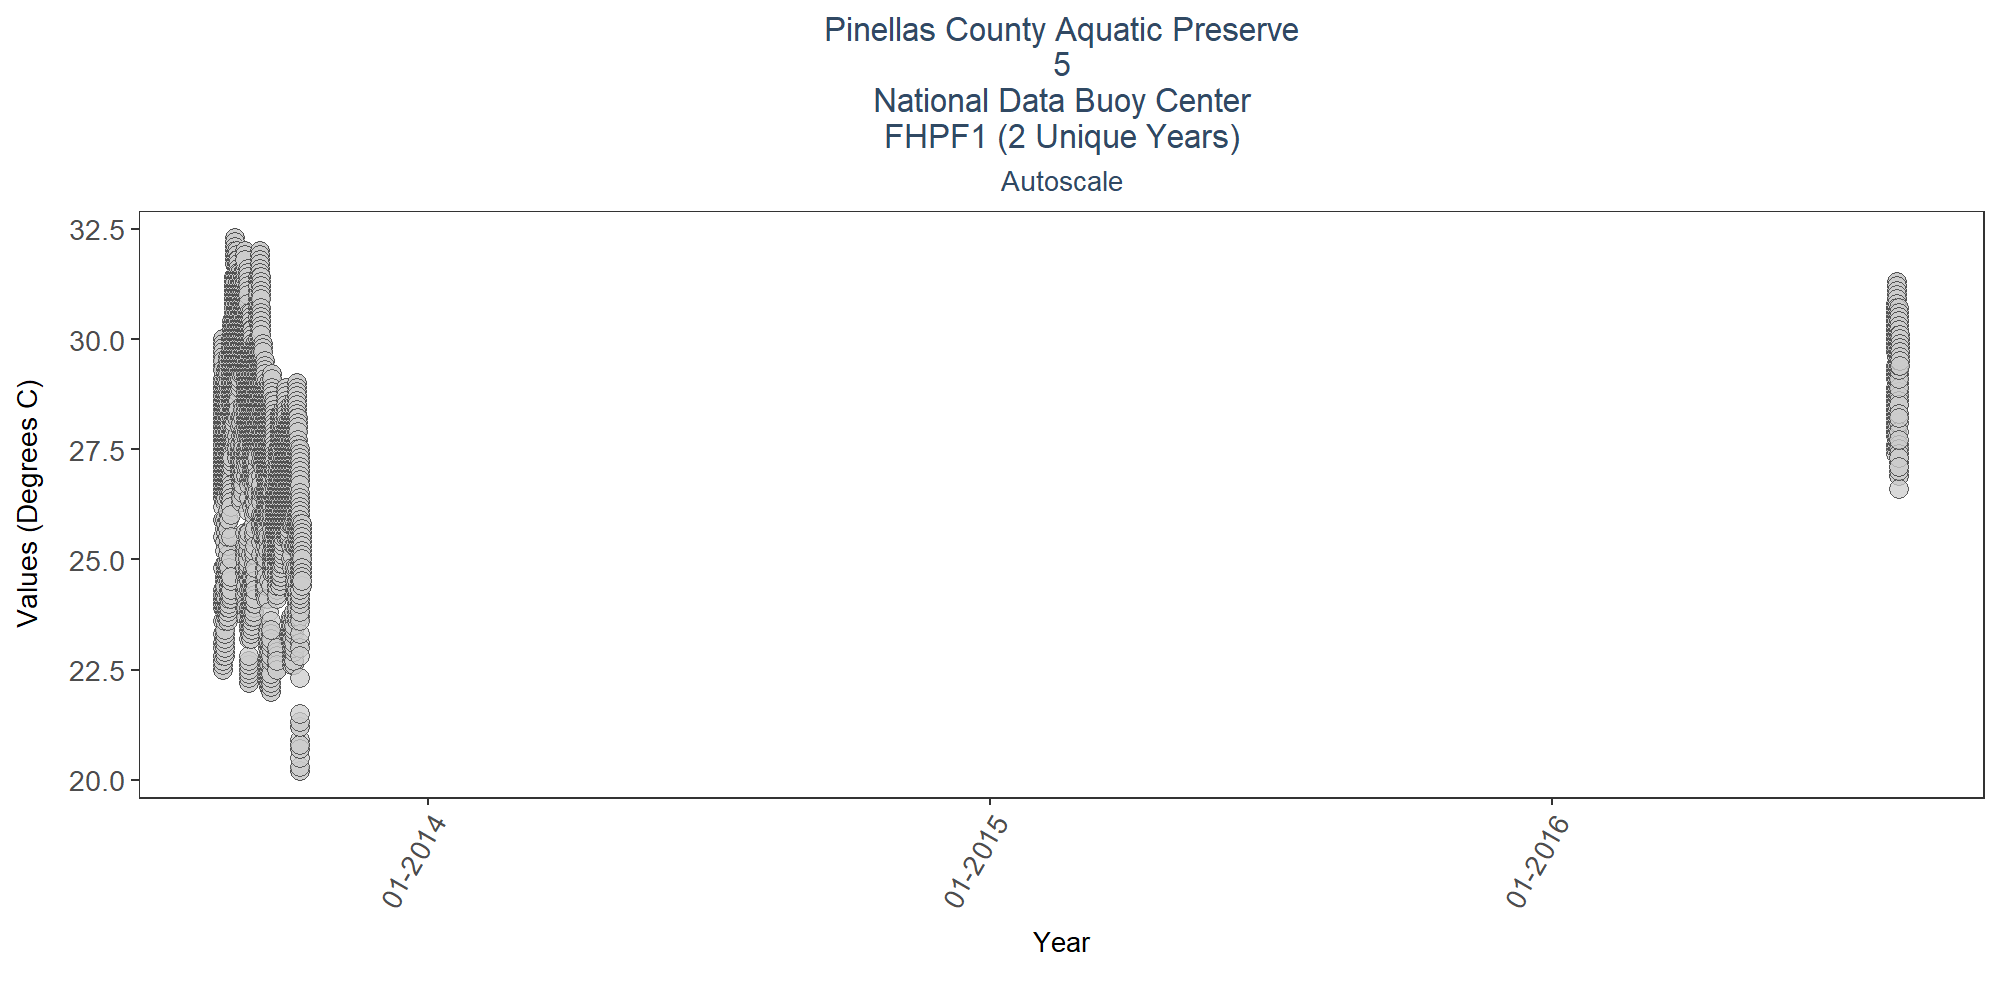 Pinellas County Aquatic Preserve
5
National Data Buoy Center
FHPF1 (2 Unique Years)
Autoscale
32.5
30.0
27.5
25.0
22.5
20.0
Values (Degrees C)
01-2014
01-2015
01-2016
Year